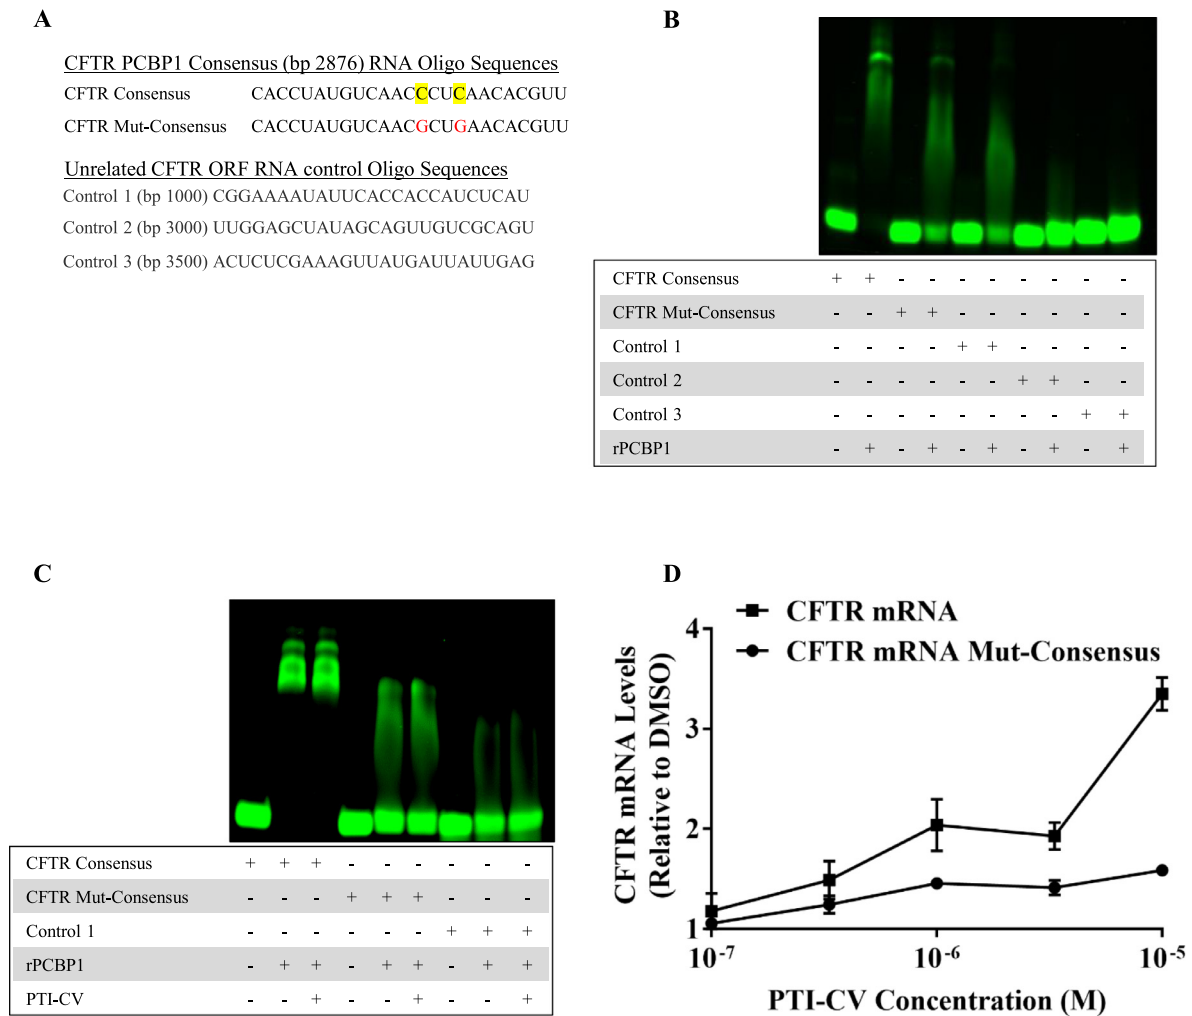 A
CFTR PCBP1 Consensus (bp 2876) RNA Oligo Sequences
CFTR Consensus CACCUAUGUCAACCCUCAACACGUU
CFTR Mut-Consensus CACCUAUGUCAACGCUGAACACGUU
Unrelated CFTR ORF RNA control Oligo Sequences
Control 1 (bp 1000) CGGAAAAUAUUCACCACCAUCUCAU
Control 2 (bp 3000) UUGGAGCUAUAGCAGUUGUCGCAGU
Control 3 (bp 3500) ACUCUCGAAAGUUAUGAUUAUUGAG
B
CFTR Consensus + + - - - - - - - -
CFTR Mut-Consensus - - + + - - - - - -
Control 1 - - - - + + - - - -
Control 2 - - - - - - + + - -
Control 3 - - - - - - - - + +
rPCBP1 - + - + - + - + - +
C
CFTR Consensus + + + - - - - - -
CFTR Mut-Consensus - - - + + + - - -
Control 1 - - - - - - + + +
rPCBP1 - + + - + + - + +
PTI-CV - - + - - + - - +
D
CFTR mRNA
CFTR mRNA Mut-Consensus
CFTR mRNA Levels
(Relative to DMSO)
4
3
2
1
10-7 10-6 10-5
PTI-CV Concentration (M)